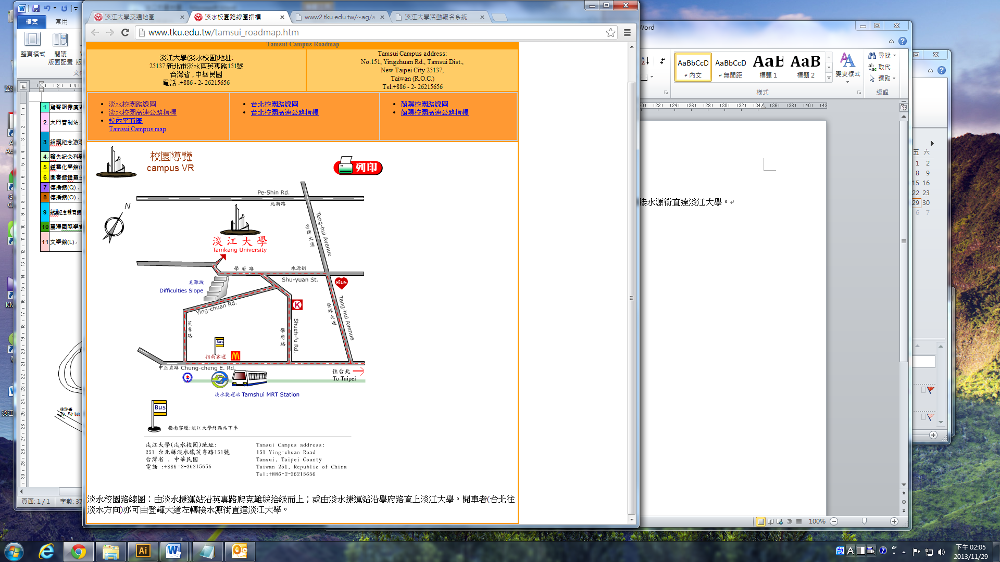 檔案
常用
整頁模式
閱讀
版面配置
1 驚聲銅像廣場
2 大門管制站
3 紹謨紀念游泳
4 騮先紀念科學
5 鍾靈化學館(
6 圖書館鍾靈分
7 傳播館(Q)
8 傳播館(O)
9 紹謨紀念體育館
10 麗澤國際學舍
11 文學館(L)
往沙崙
To Sa-lun
頁面: 1 / 1
字數: 37
淡江大學交通地圖
淡水校園路線圖指標
www2.tku.edu.tw/~ag/a
淡江大學活動報名系統
www.tku.edu.tw/tamsui_roadmap.htm
Tamsui Campus Roadmap
淡江大學(淡水校園)地址:
25137 新北市淡水區英專路151號
台灣省 , 中華民國
電話 :+886 - 2- 26215656
Tamsui Campus address:
No.151, Yingzhuan Rd., Tamsui Dist.,
New Taipei City 25137,
Taiwan (R.O.C.)
Tel:+886 - 2- 26215656
淡水校園路線圖
淡水校園高速公路指標
校內平面圖
Tamsui Campus map
台北校園路線圖
台北校園高速公路指標
蘭陽校園路線圖
蘭陽校園高速公路指標
校園導覽
campus VR
列印
N
Pe-Shin Rd.
北新路
Teng-hui Avenue
登輝大道
淡江大學
Tamkang University
學府路
水源街
Shu-yuan St.
Hi Life
克難坡
Difficulties Slope
Ying-chuan Rd.
K
英專路
學府路
Shueh-fu Rd.
登輝大道
Teng-hui Avenue
Bus
指南客運
中正東路 Chung-cheng E. Rd.
往台北
To Taipei
淡水捷運站 Tamshui MRT Station
Bus
指南客運:淡江大學終點站下車
淡江大學(淡水校園)地址:
251 台北縣淡水鎮英專路151號
台灣省 , 中華民國
電話 :+886-2-26215656
Tamsui Campus address:
151 Ying-chuan Road
Tamsui, Taipei County
Taiwan 251, Republic of China
Tel:+886-2-26215656
淡水校園路線圖：由淡水捷運站沿英專路爬克難坡拾級而上；或由淡水捷運站沿學府路直上淡江大學。開車者(台北往
淡水方向)亦可由登輝大道左轉接水源街直達淡江大學。
Word
AaBbCcD
內文
AaBbCcD
無間距
AaB
標題 1
AaB
標題 2
變更樣式
樣式
尋找
取代
選取
編輯
接水源街直達淡江大學。
100%
五 六
1 2
8 9
15 16
22 23
29 30
6 7
下午 02:05
2013/11/29